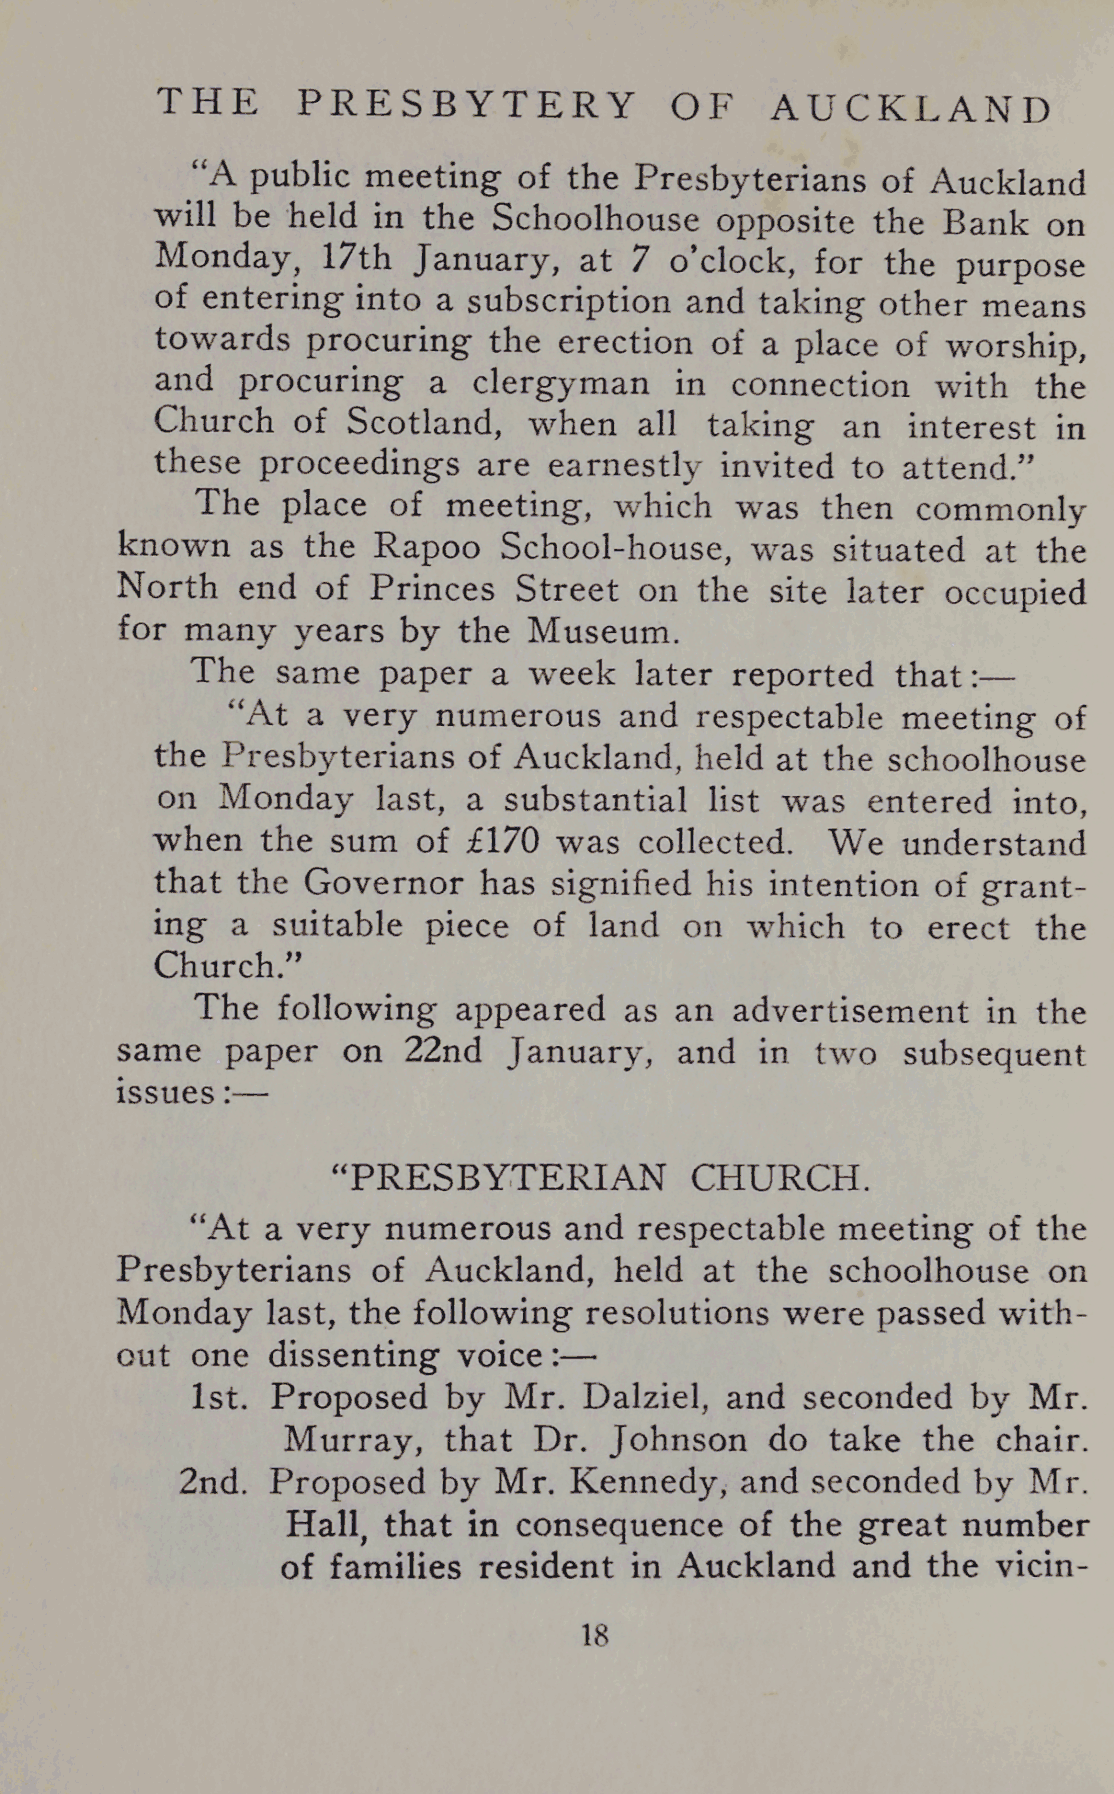 THE PRESBYTERY OF AUCKLAND
“A public meeting of the Presbyterians of Auckland
will be held in the Schoolhouse opposite the Bank on
Monday, 17th January, at 7 o’clock, for the purpose
of entering into a subscription and taking other means
towards procuring the erection of a place of worship,
and procuring a clergyman in connection with the
Church of Scotland, when all taking an interest in
these proceedings are earnestly invited to attend.”
The place of meeting, which was then commonly
known as the Rapoo School-house, was situated at the
North end of Princes Street on the site later occupied
for many years by the Museum.
The same paper a week later reported that:—
“At a very numerous and respectable meeting of
the Presbyterians of Auckland, held at the schoolhouse
on Monday last, a substantial list was entered into,
when the sum of £170 was collected. We understand
that the Governor has signified his intention of grant-
ing a suitable piece of land on which to erect the
Church.”
The following appeared as an advertisement in the
same paper on 22nd January, and in two subsequent
issues:—
“PRESBYTERIAN CHURCH.
“At a very numerous and respectable meeting of the
Presbyterians of Auckland, held at the schoolhouse on
Monday last, the following resolutions were passed with-
out one dissenting voice:—
1st. Proposed by Mr. Dalziel, and seconded by Mr.
Murray, that Dr. Johnson do take the chair.
2nd. Proposed by Mr. Kennedy, and seconded by Mr.
Hall, that in consequence of the great number
of families resident in Auckland and the vicin-
18